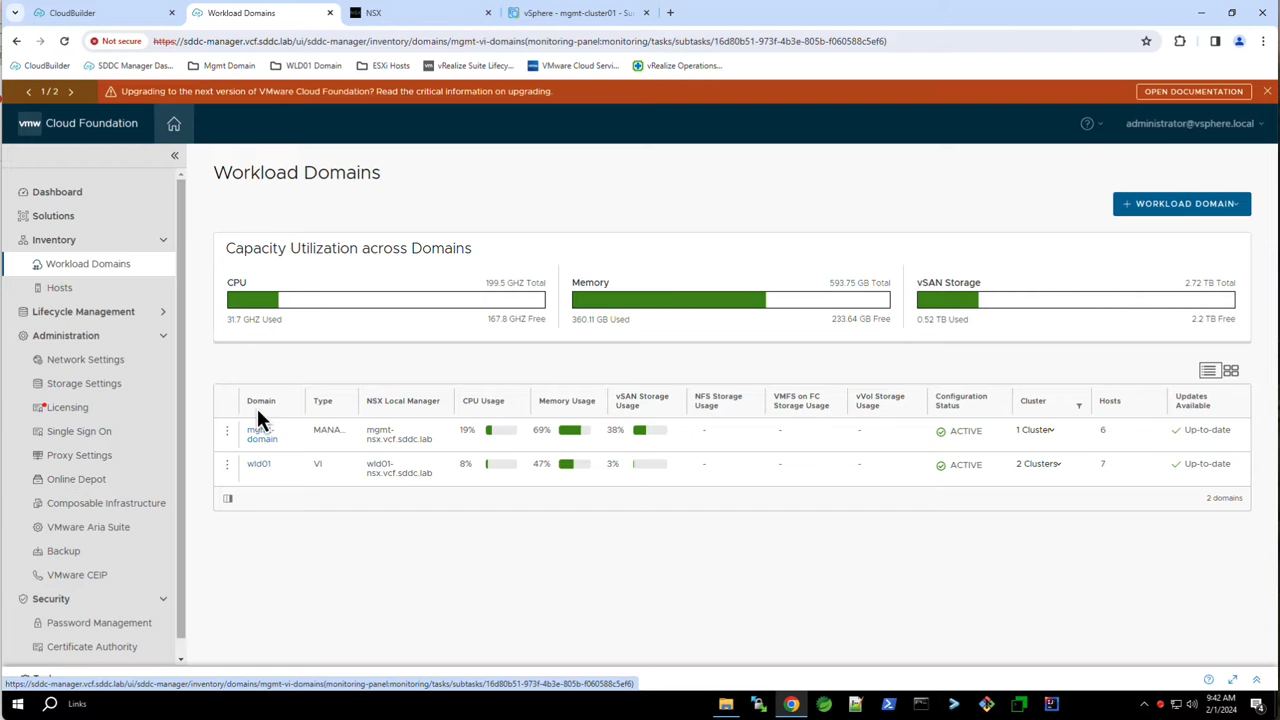 CloudBuilder
Workload Domains
NSX
vSphere - mgmt-cluster01 - Su
Not secure
https://sddc-manager.vcf.sddc.lab/ui/sddc-manager/inventory/domains/mgmt-vi-domains(monitoring-panel:monitoring/tasks/subtasks/16d80b51-973f-4b3e-805b-f060588c5ef6)
CloudBuilder
SDDC Manager Das...
Mgmt Domain
WLD01 Domain
ESXi Hosts
vRealize Suite Lifecy...
VMware Cloud Servi...
vRealize Operations...
1 / 2
Upgrading to the next version of VMware Cloud Foundation? Read the critical information on upgrading.
OPEN DOCUMENTATION
vmw Cloud Foundation
administrator@vsphere.local
Dashboard
Solutions
Inventory
Workload Domains
Hosts
Lifecycle Management
Administration
Network Settings
Storage Settings
Licensing
Single Sign On
Proxy Settings
Online Depot
Composable Infrastructure
VMware Aria Suite
Backup
VMware CEIP
Security
Password Management
Certificate Authority
Workload Domains
+ WORKLOAD DOMAIN
Capacity Utilization across Domains
CPU
199.5 GHZ Total
31.7 GHZ Used
167.8 GHZ Free
Memory
593.75 GB Total
360.11 GB Used
233.64 GB Free
vSAN Storage
2.72 TB Total
0.52 TB Used
2.2 TB Free
Domain
Type
NSX Local Manager
CPU Usage
Memory Usage
vSAN Storage
Usage
NFS Storage
Usage
VMFS on FC
Storage Usage
vVol Storage
Usage
Configuration
Status
Cluster
Hosts
Updates
Available
domain
MANA...
mgmt-
nsx.vcf.sddc.lab
19%
69%
38%
-
-
-
ACTIVE
1 Cluster
6
Up-to-date
wld01
VI
wld01-
nsx.vcf.sddc.lab
8%
47%
3%
-
-
-
ACTIVE
2 Clusters
7
Up-to-date
2 domains
https://sddc-manager.vcf.sddc.lab/ui/sddc-manager/inventory/domains/mgmt-vi-domains(monitoring-panel:monitoring/tasks/subtasks/16d80b51-973f-4b3e-805b-f060588c5ef6)
Links
9:42 AM
2/1/2024
4